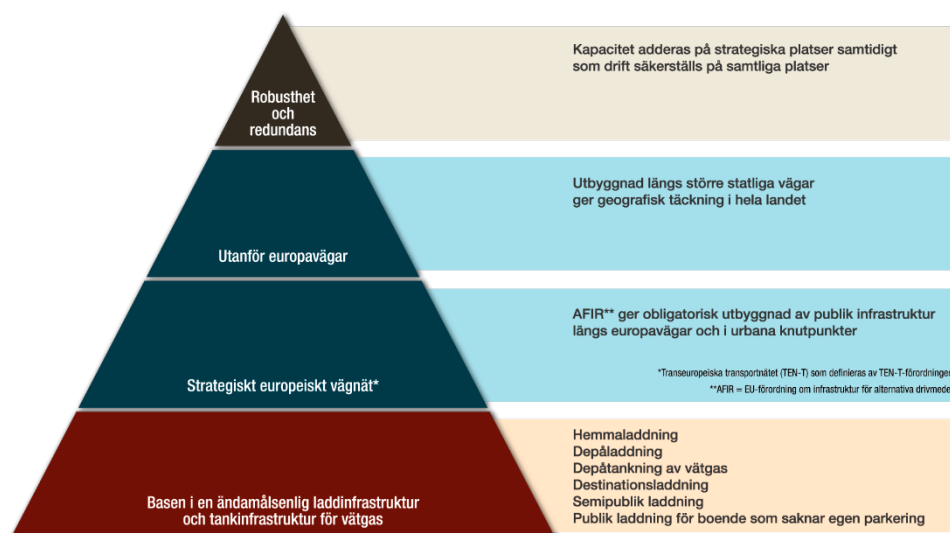 Robusthet
och
redundans
Kapacitet adderas på strategiska platser samtidigt
som drift säkerställs på samtliga platser
Utanför europavägar
Utbyggnad längs större statliga vägar
ger geografisk täckning i hela landet
Strategiskt europeiskt vägnät*
AFIR** ger obligatorisk utbyggnad av publik infrastruktur
längs europavägar och i urbana knutpunkter
*Transeuropeiska transportnätet (TEN-T) som definieras av TEN-T-förordningen
**AFIR = EU-förordning om infrastruktur för alternativa drivmede
Basen i en ändamålsenlig laddinfrastruktur
och tankinfrastruktur för vätgas
Hemmaladdning
Depåladdning
Depåtankning av vätgas
Destinationsladdning
Semipublik laddning
Publik laddning för boende som saknar egen parkering